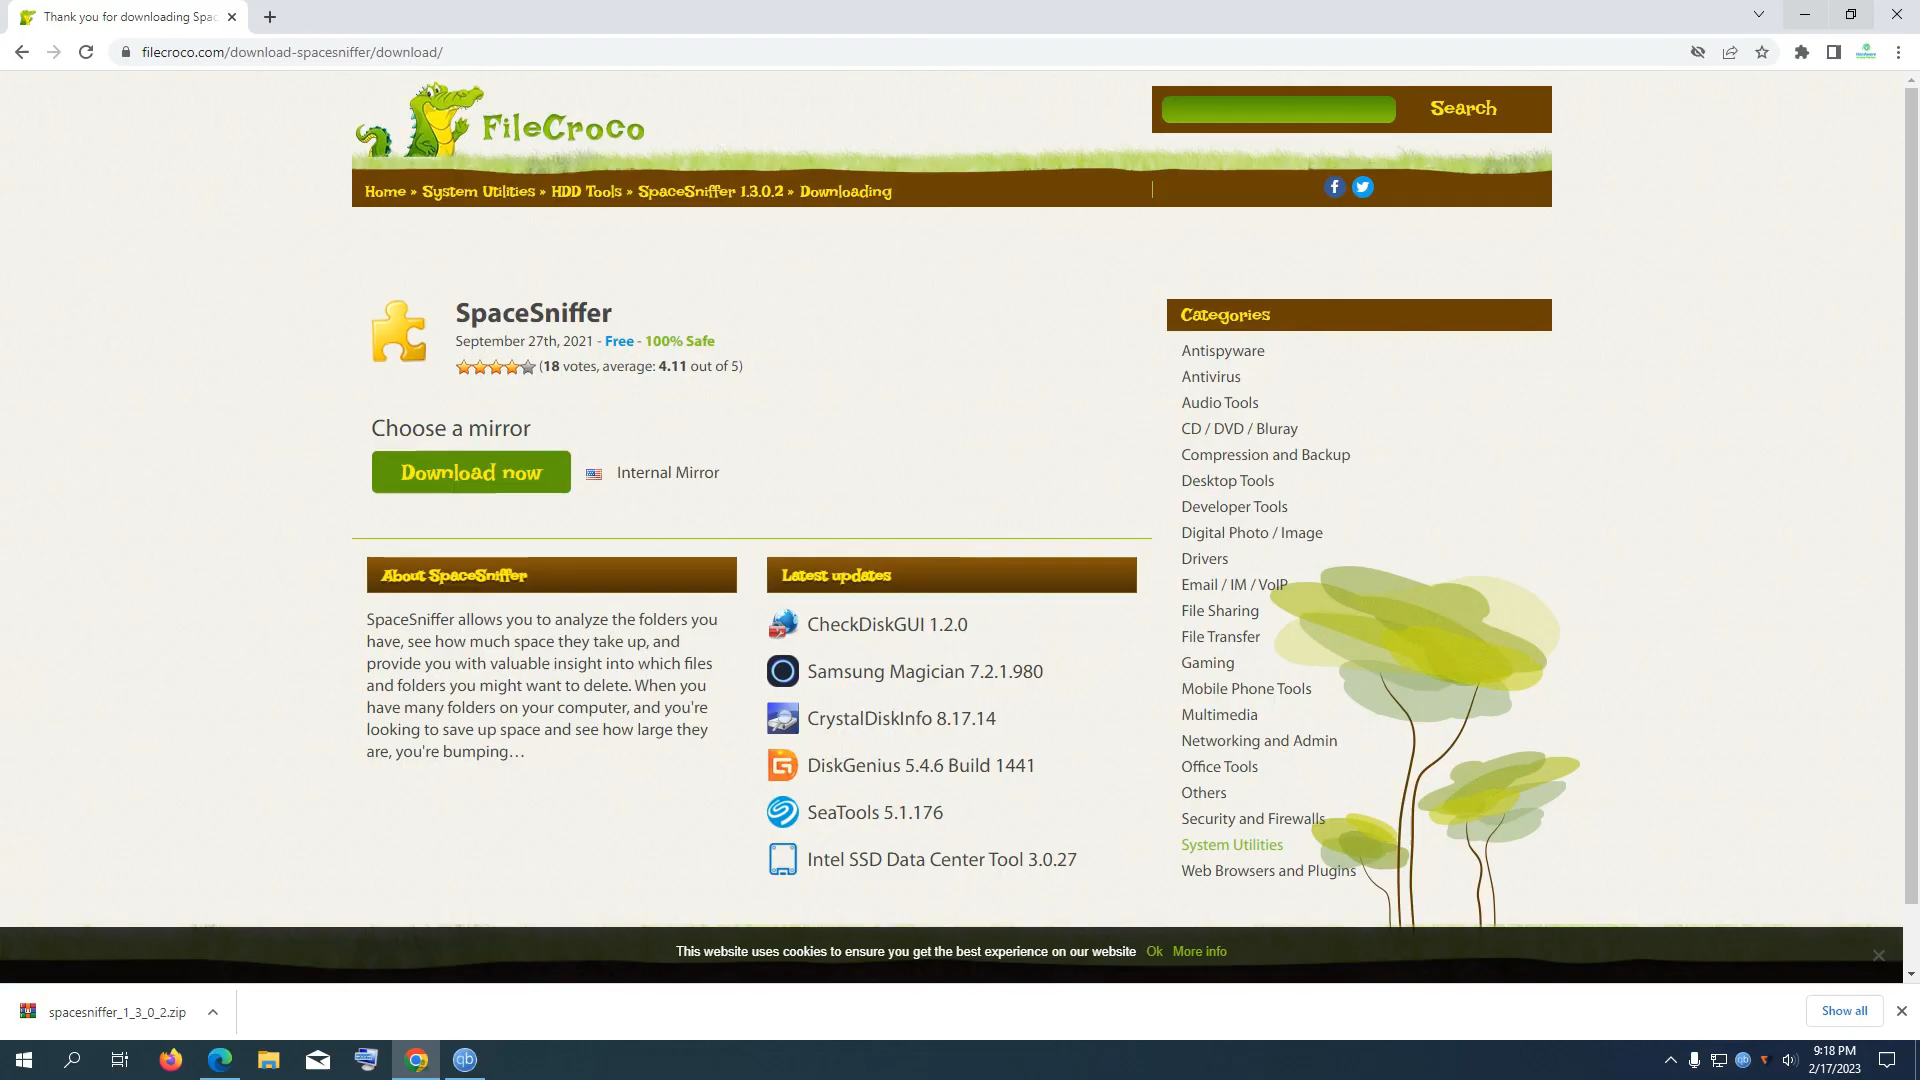 Thank you for downloading Spac
filecroco.com/download-spacesniffer/download/
FileCroco
Search
Home » System Utilities » HDD Tools » SpaceSniffer 1.3.0.2 » Downloading
SpaceSniffer
September 27th, 2021 - Free - 100% Safe
(18 votes, average: 4.11 out of 5)
Choose a mirror
Download now
Internal Mirror
About SpaceSniffer
SpaceSniffer allows you to analyze the folders you
have, see how much space they take up, and
provide you with valuable insight into which files
and folders you might want to delete. When you
have many folders on your computer, and you're
looking to save up space and see how large they
are, you're bumping…
Latest updates
CheckDiskGUI 1.2.0
Samsung Magician 7.2.1.980
CrystalDiskInfo 8.17.14
DiskGenius 5.4.6 Build 1441
SeaTools 5.1.176
Intel SSD Data Center Tool 3.0.27
Categories
Antispyware
Antivirus
Audio Tools
CD / DVD / Bluray
Compression and Backup
Desktop Tools
Developer Tools
Digital Photo / Image
Drivers
Email / IM / VoIP
File Sharing
File Transfer
Gaming
Mobile Phone Tools
Multimedia
Networking and Admin
Office Tools
Others
Security and Firewalls
System Utilities
Web Browsers and Plugins
This website uses cookies to ensure you get the best experience on our website Ok More info
spacesniffer_1_3_0_2.zip
Show all
qb
9:18 PM
2/17/2023